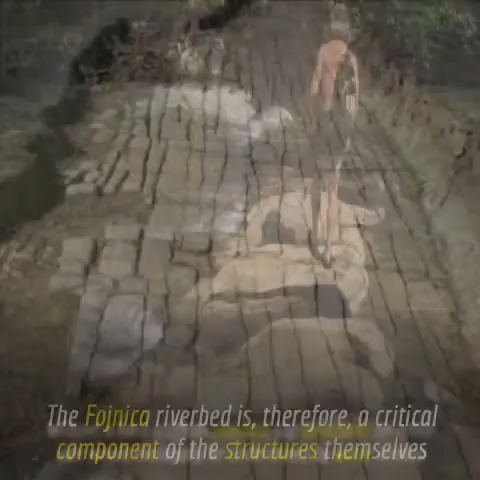 The Fojnica riverbed is, therefore, a critical
component of the structures themselves